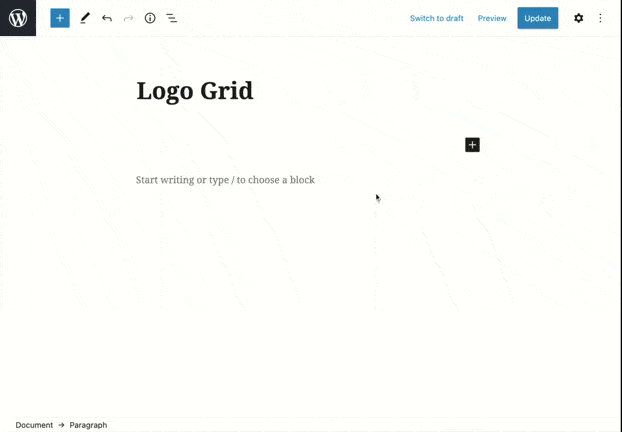 Switch to draft Preview Update
Logo Grid
Start writing or type / to choose a block
Document → Paragraph